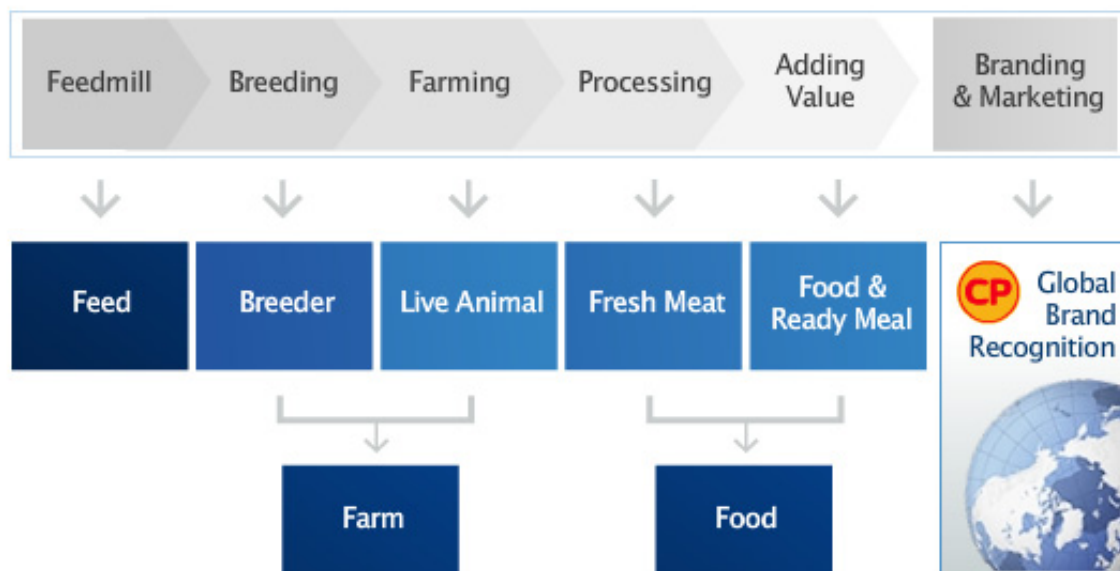 Feedmill
Breeding
Farming
Processing
Adding
Value
Branding
& Marketing
Feed
Breeder
Live Animal
Fresh Meat
Food &
Ready Meal
CP
Global
Brand
Recognition
Farm
Food